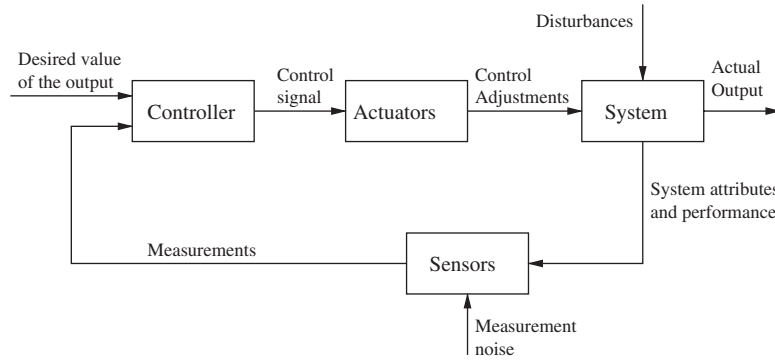 Disturbances
Desired value
of the output
Controller
Control
signal
Actuators
Control
Adjustments
System
Actual
Output
System attributes
and performance
Measurements
Sensors
Measurement
noise